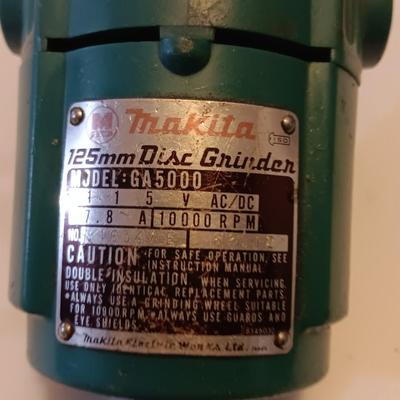 M makita
125mm Disc Grinder
MODEL: GA5000
115 V AC/DC
7.8 A 10000 RPM
NO.
CAUTION: FOR SAFE OPERATION, SEE
INSTRUCTION MANUAL.
DOUBLE INSULATION. WHEN SERVICING
USE ONLY IDENTICAL REPLACEMENT PARTS.
•ALWAYS USE A GRINDING WHEEL SUITABLE
FOR 10000RPM •ALWAYS USE GUARDS AND
EYE SHIELDS.
Makita Electric Works Ltd.